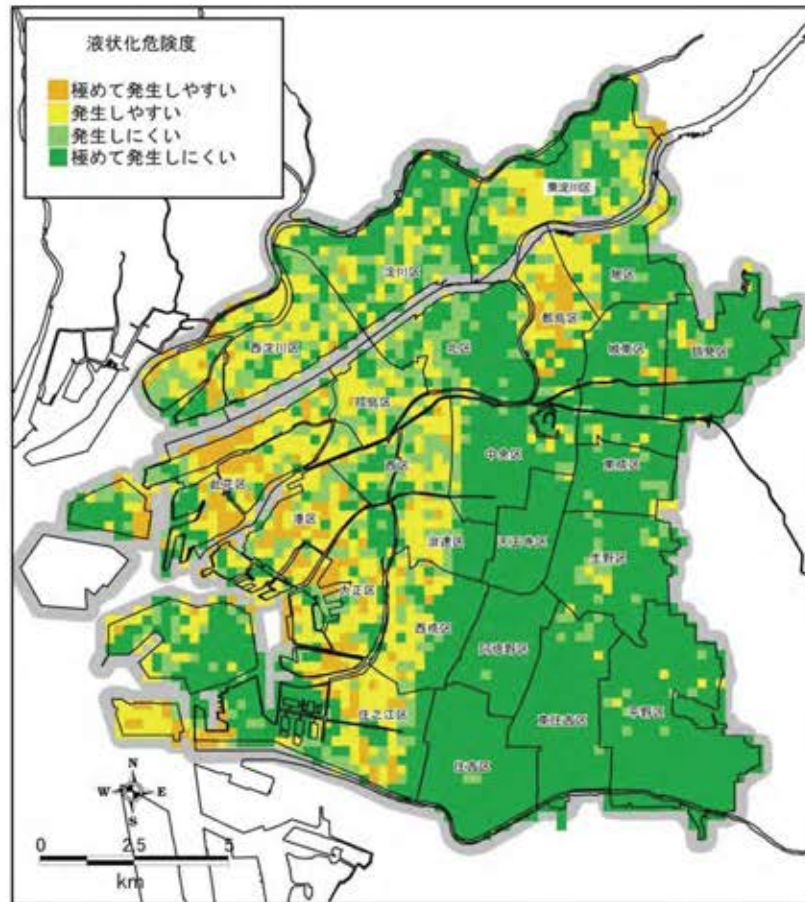 液状化危険度
極めて発生しやすい
発生しやすい
発生しにくい
極めて発生しにくい
東淀川区
淀川区
旭区
都島区
西淀川区
北区
城東区
鶴見区
福島区
西区
中央区
東成区
此花区
港区
浪速区
天王寺区
生野区
大正区
西成区
阿倍野区
住之江区
東住吉区
平野区
住吉区
N
W E
S
0 2.5 5
km